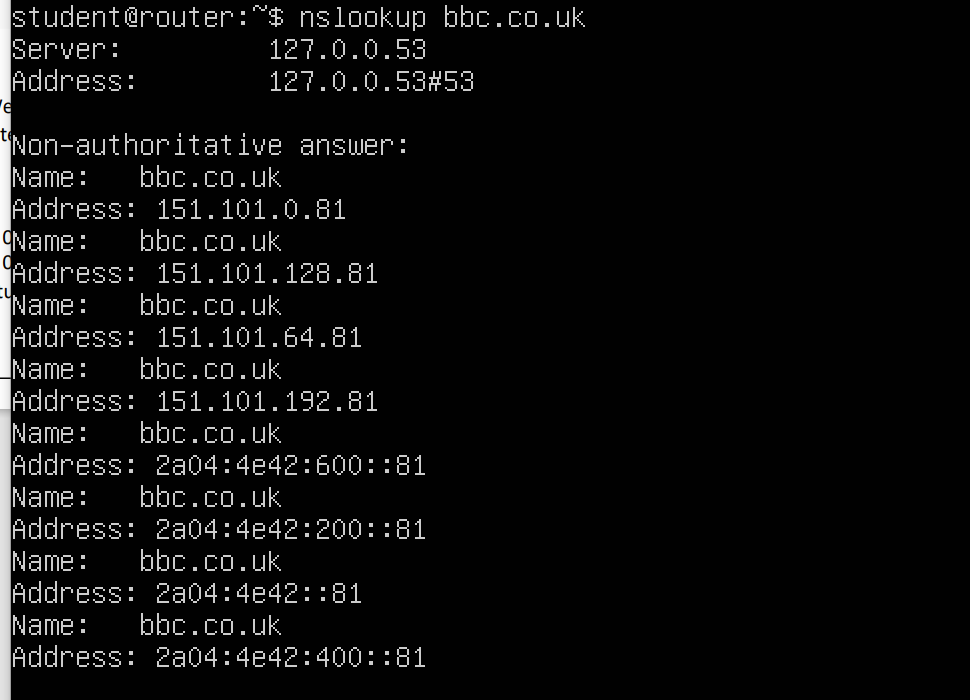 student@router:~$ nslookup bbc.co.uk
Server:         127.0.0.53
Address:        127.0.0.53#53

Non-authoritative answer:
Name:   bbc.co.uk
Address: 151.101.0.81
Name:   bbc.co.uk
Address: 151.101.128.81
Name:   bbc.co.uk
Address: 151.101.64.81
Name:   bbc.co.uk
Address: 151.101.192.81
Name:   bbc.co.uk
Address: 2a04:4e42:600::81
Name:   bbc.co.uk
Address: 2a04:4e42:200::81
Name:   bbc.co.uk
Address: 2a04:4e42::81
Name:   bbc.co.uk
Address: 2a04:4e42:400::81